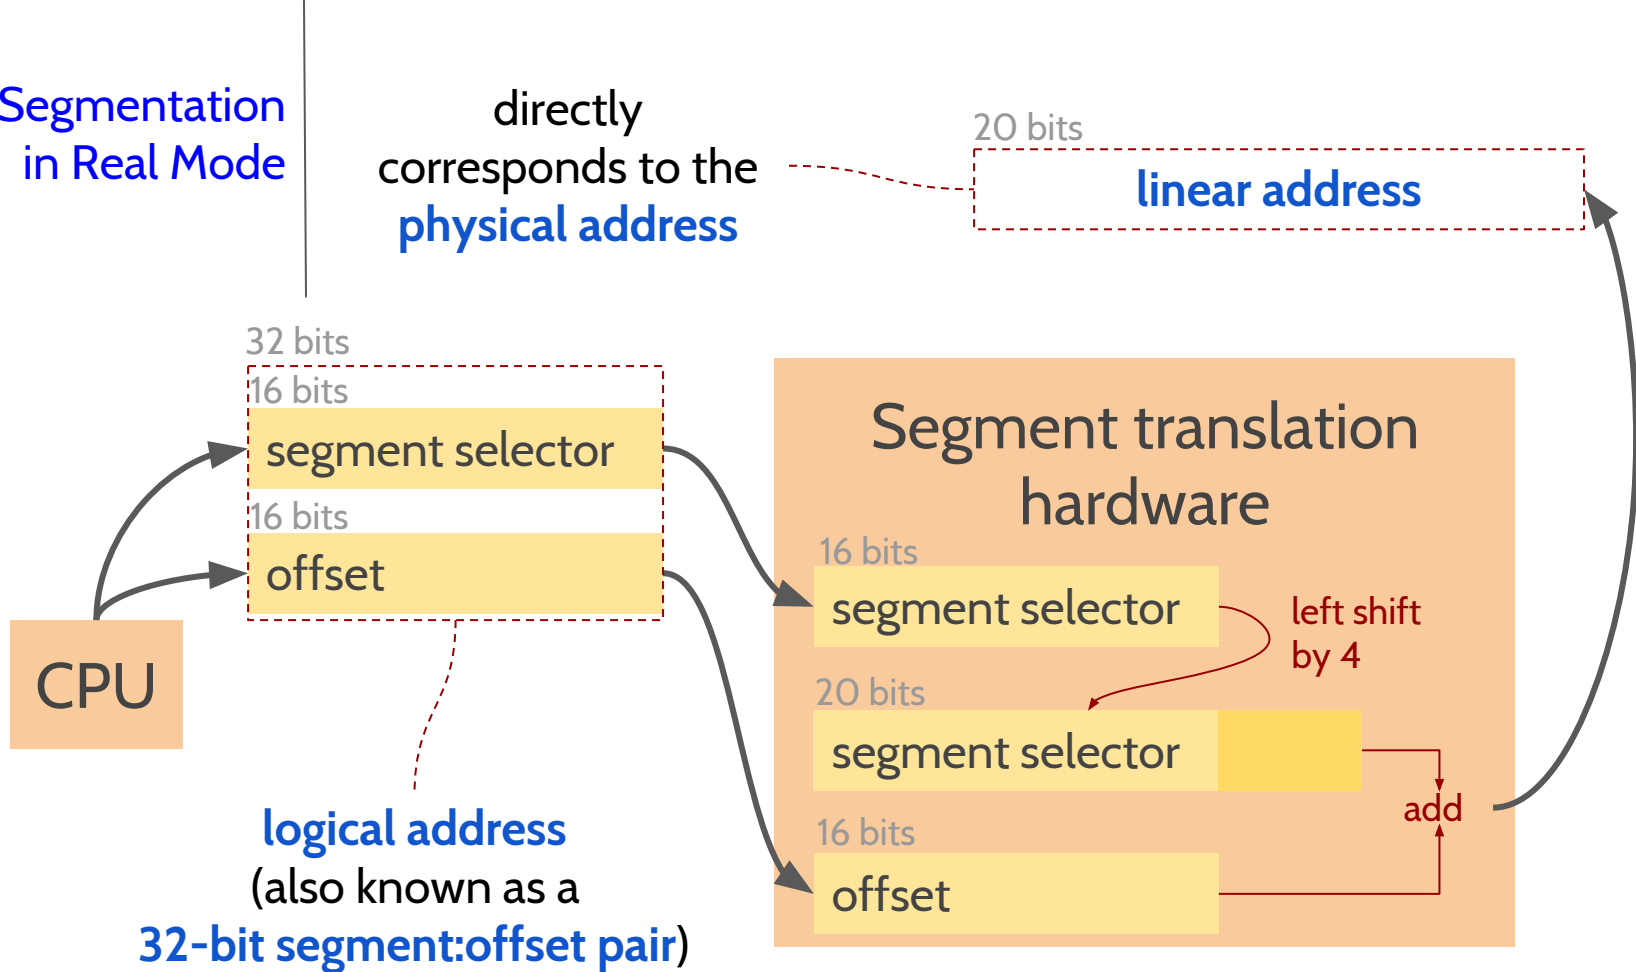 Segmentation
in Real Mode
directly
corresponds to the
physical address
20 bits
linear address
32 bits
16 bits
segment selector
16 bits
offset
CPU
logical address
(also known as a
32-bit segment:offset pair)
Segment translation
hardware
16 bits
segment selector
left shift
by 4
20 bits
segment selector
add
16 bits
offset